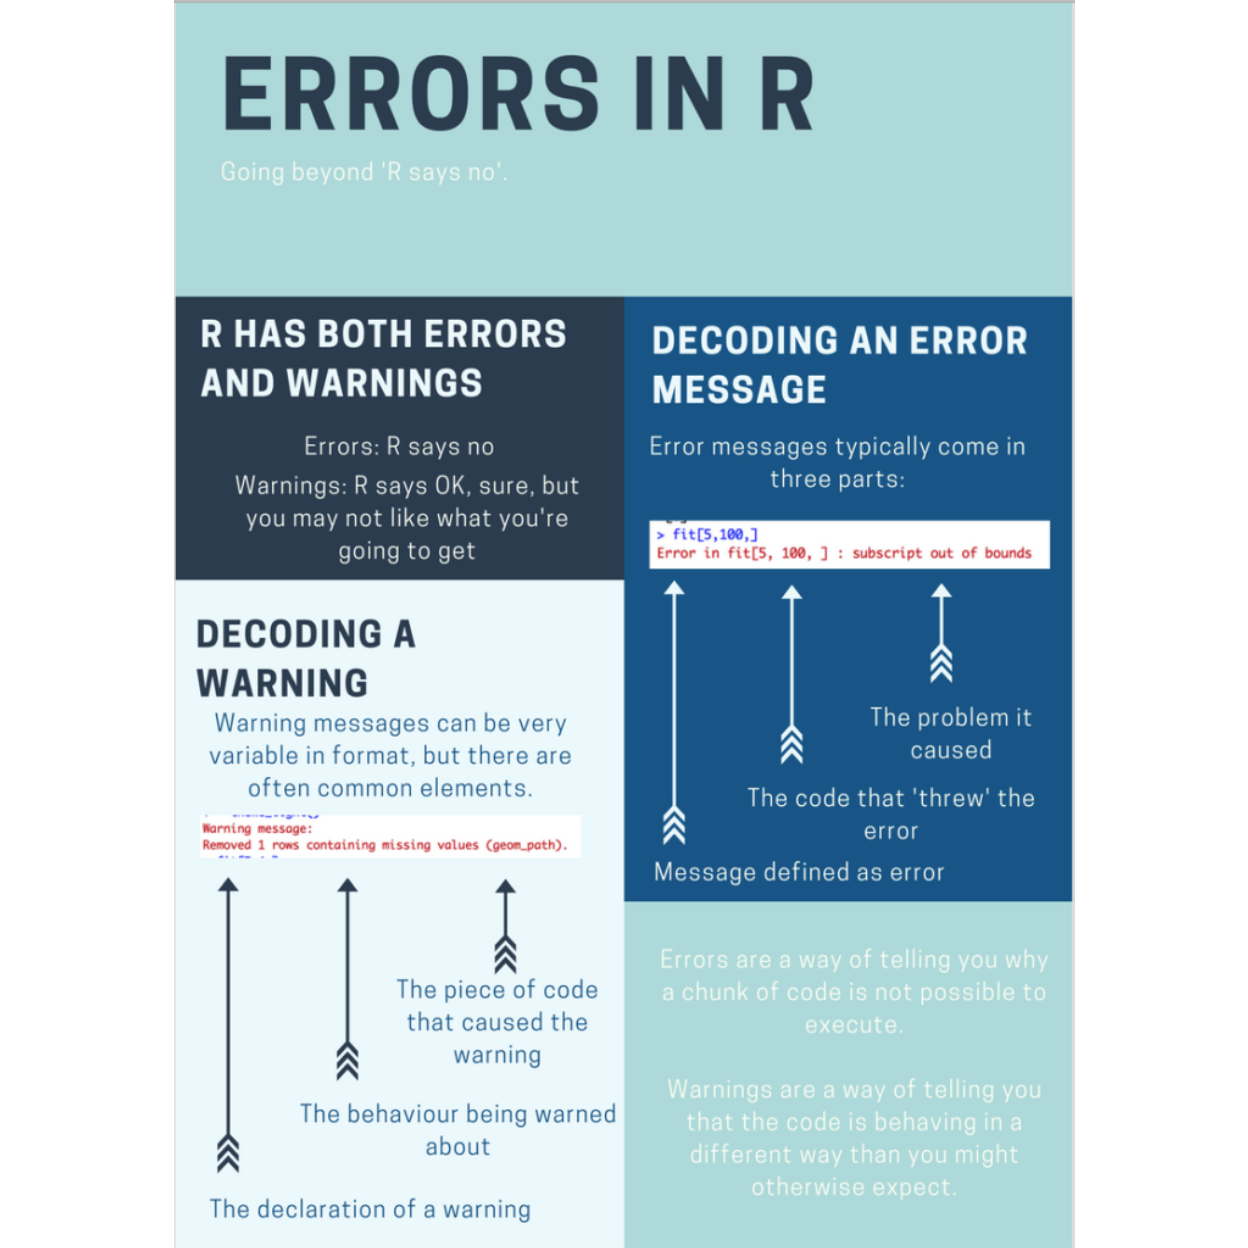 ERRORS IN R
Going beyond 'R says no'.
R HAS BOTH ERRORS
AND WARNINGS
Errors: R says no
Warnings: R says OK, sure, but
you may not like what you're
going to get
DECODING A
WARNING
Warning messages can be very
variable in format, but there are
often common elements.
Warning message:
Removed 1 rows containing missing values (geom_path).
The piece of code
that caused the
warning
The behaviour being warned
about
The declaration of a warning
DECODING AN ERROR
MESSAGE
Error messages typically come in
three parts:
> fit[5,100,]
Error in fit[5, 100, ] : subscript out of bounds
The problem it
caused
The code that 'threw' the
error
Message defined as error
Errors are a way of telling you why
a chunk of code is not possible to
execute.
Warnings are a way of telling you
that the code is behaving in a
different way than you might
otherwise expect.